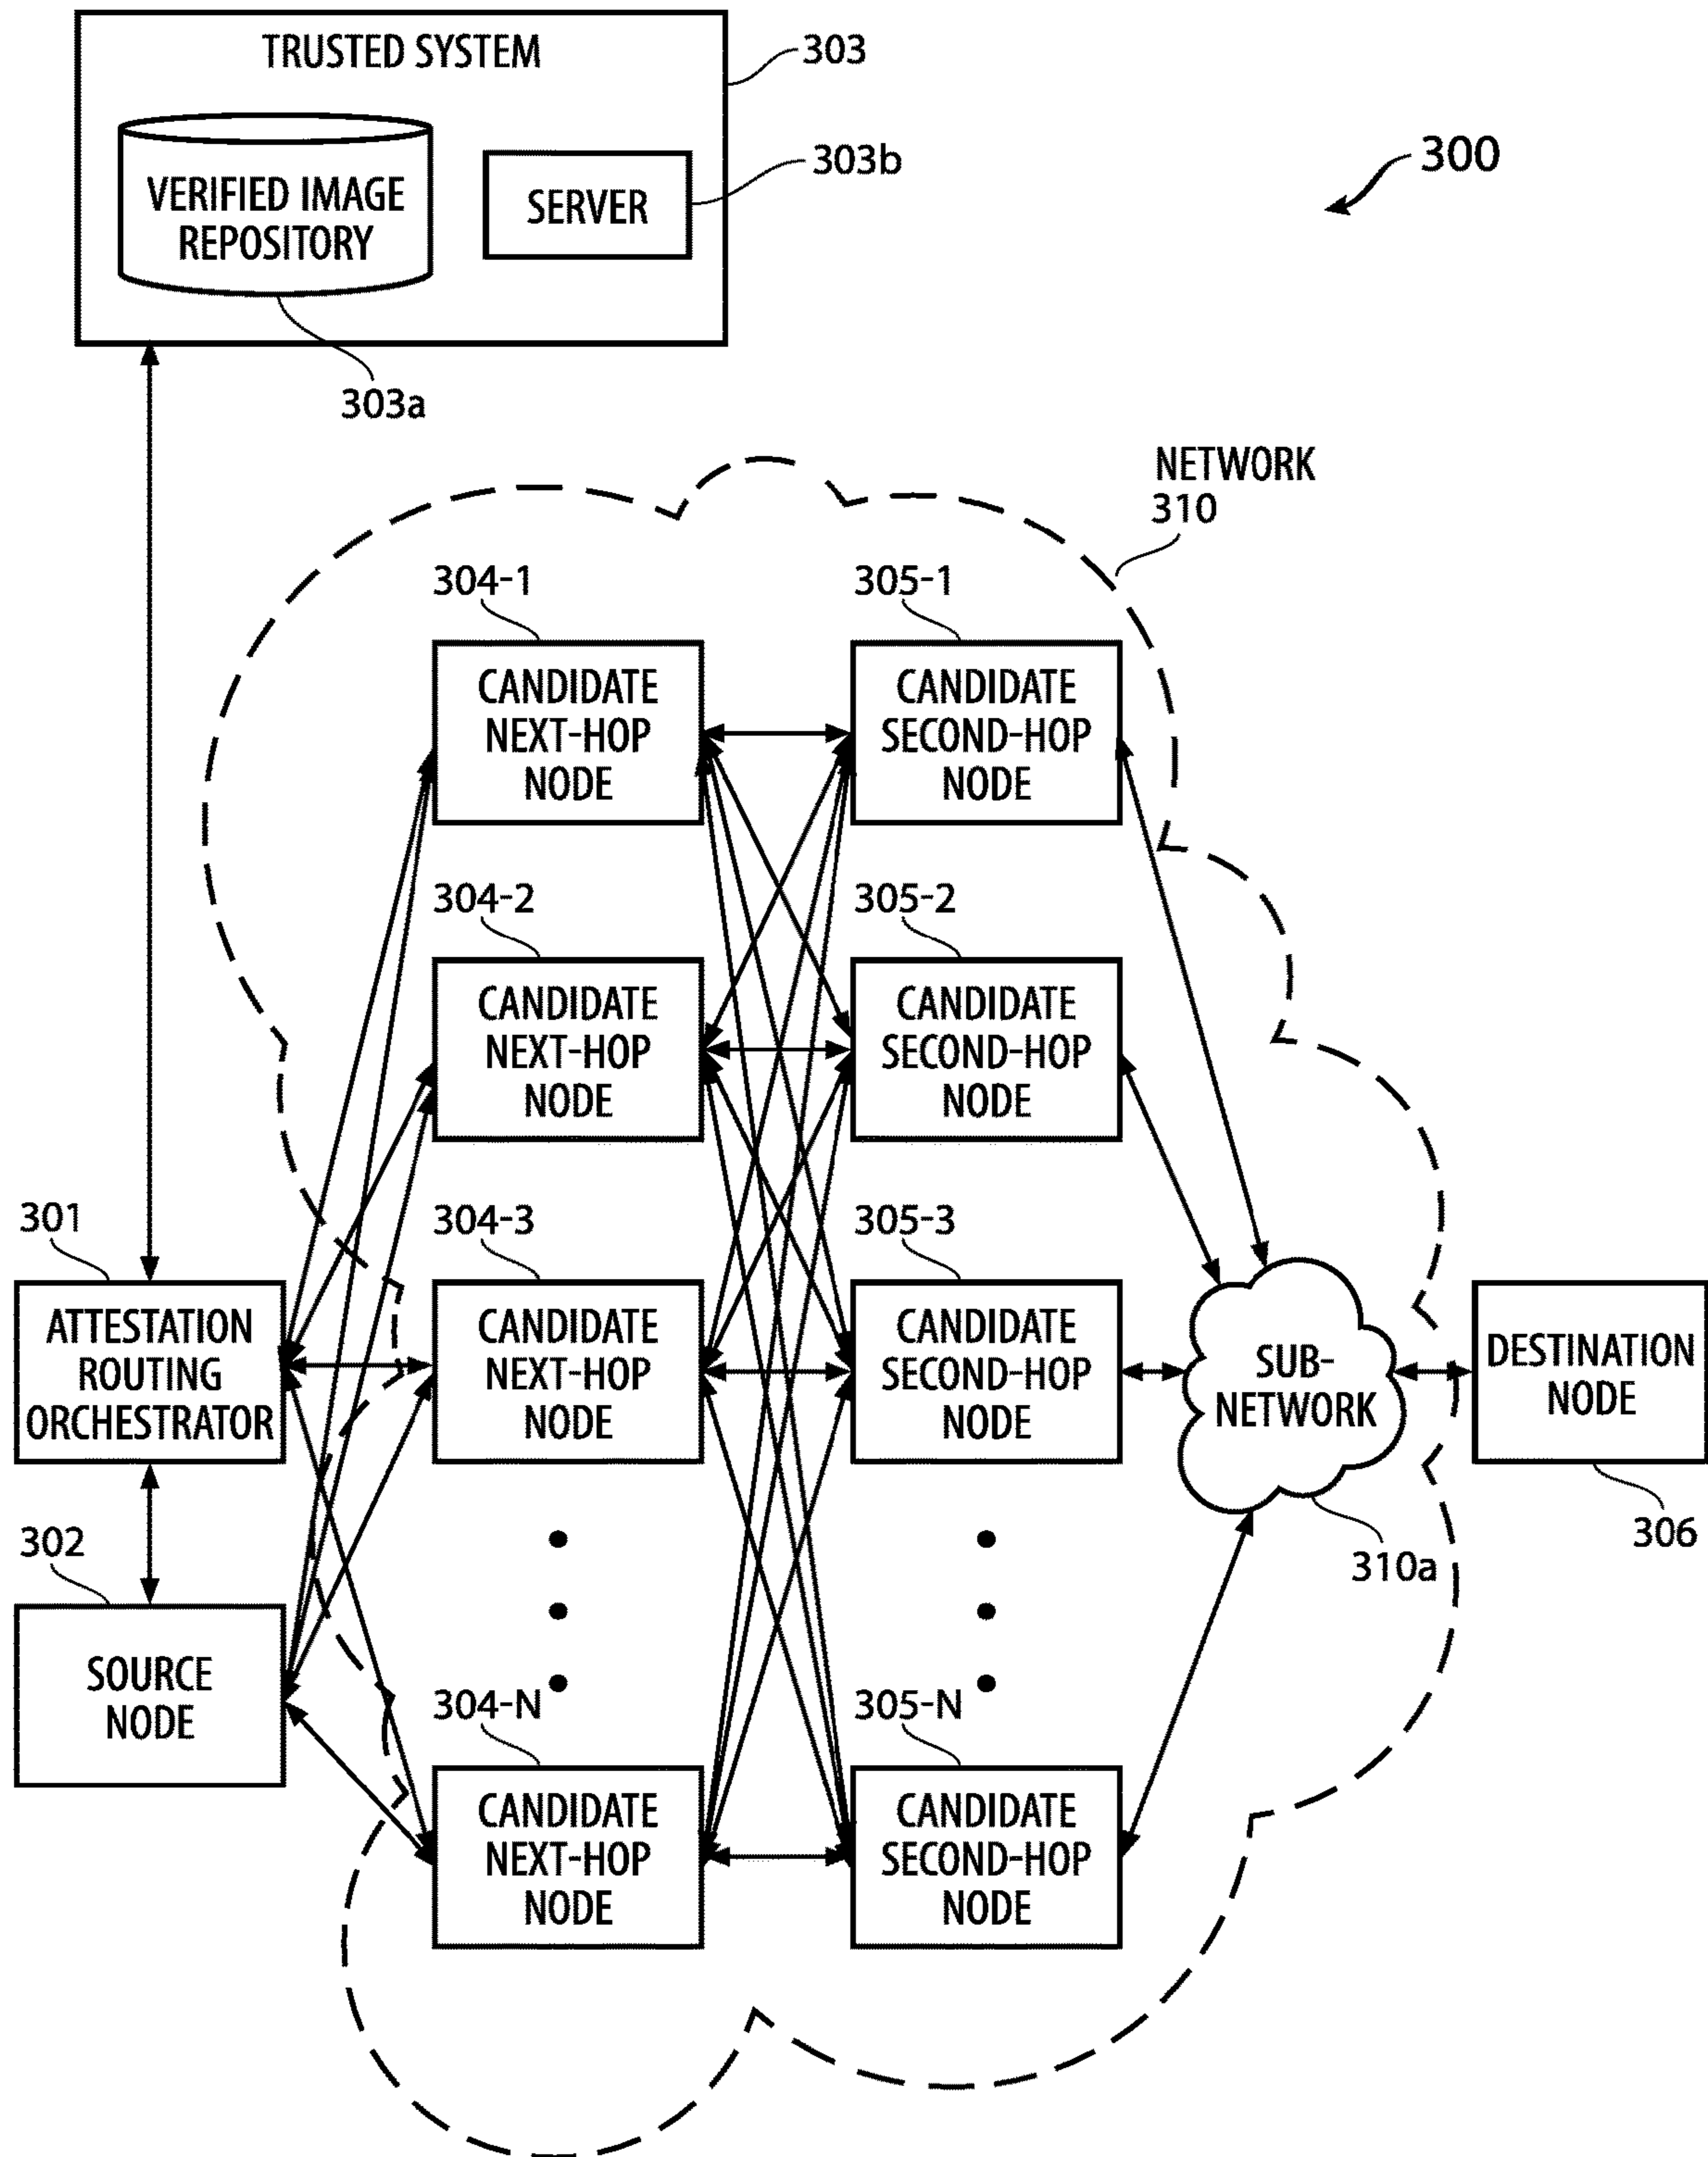 TRUSTED SYSTEM
303
VERIFIED IMAGE
REPOSITORY
SERVER
303b
300
303a
NETWORK
310
304-1
305-1
CANDIDATE
NEXT-HOP
NODE
CANDIDATE
SECOND-HOP
NODE
304-2
305-2
CANDIDATE
NEXT-HOP
NODE
CANDIDATE
SECOND-HOP
NODE
301
304-3
305-3
ATTESTATION
ROUTING
ORCHESTRATOR
CANDIDATE
NEXT-HOP
NODE
CANDIDATE
SECOND-HOP
NODE
SUB-
NETWORK
DESTINATION
NODE
302
310a
306
SOURCE
NODE
304-N
305-N
CANDIDATE
NEXT-HOP
NODE
CANDIDATE
SECOND-HOP
NODE